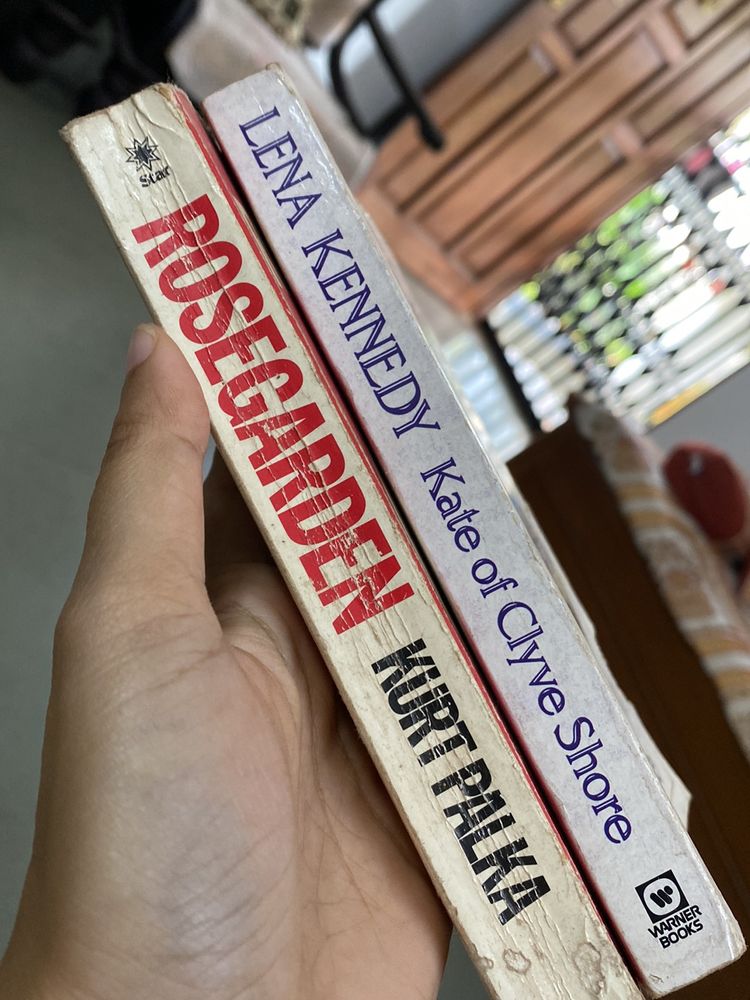 Star
ROSEGARDEN
KURT PALKA
LENA KENNEDY
Kate of Clyve Shore
WARNER
BOOKS